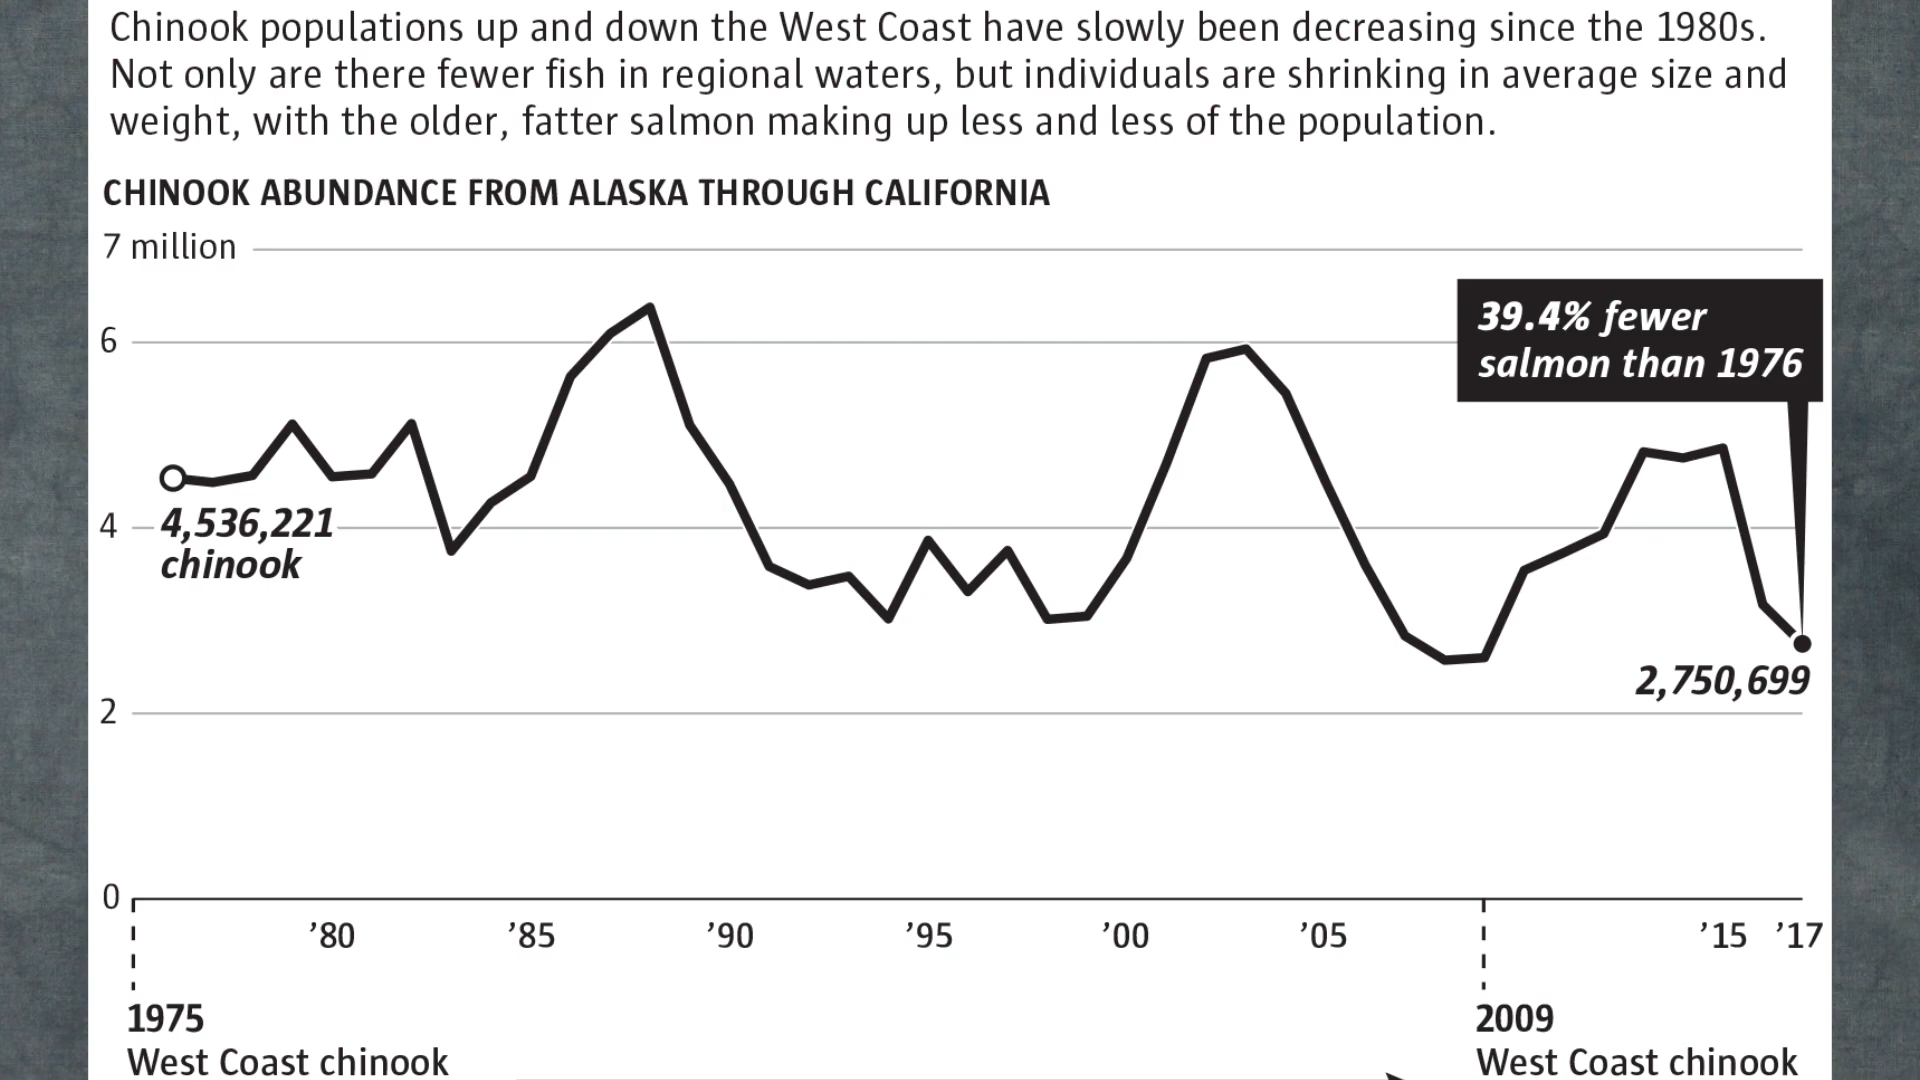 Chinook populations up and down the West Coast have slowly been decreasing since the 1980s.
Not only are there fewer fish in regional waters, but individuals are shrinking in average size and
weight, with the older, fatter salmon making up less and less of the population.
CHINOOK ABUNDANCE FROM ALASKA THROUGH CALIFORNIA
7 million
39.4% fewer
salmon than 1976
6
4
4,536,221
chinook
2,750,699
2
0
’80 ’85 ’90 ’95 ’00 ’05 ’15 ’17
1975 2009
West Coast chinook West Coast chinook